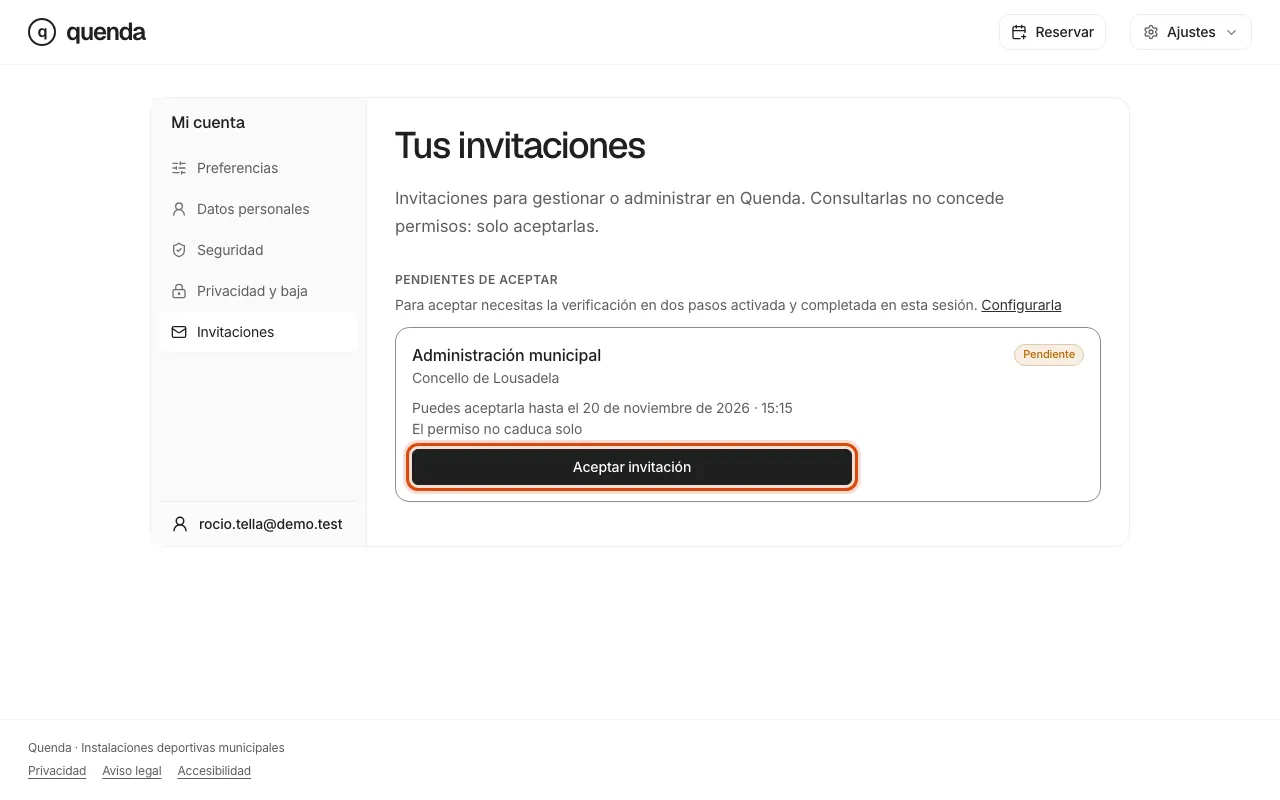 q quenda
Reservar
Ajustes
Mi cuenta
Preferencias
Datos personales
Seguridad
Privacidad y baja
Invitaciones
rocio.tella@demo.test
Tus invitaciones
Invitaciones para gestionar o administrar en Quenda. Consultarlas no concede
permisos: solo aceptarlas.
PENDIENTES DE ACEPTAR
Para aceptar necesitas la verificación en dos pasos activada y completada en esta sesión. Configurarla
Administración municipal
Pendiente
Concello de Lousadela
Puedes aceptarla hasta el 20 de noviembre de 2026 · 15:15
El permiso no caduca solo
Aceptar invitación
Quenda · Instalaciones deportivas municipales
Privacidad Aviso legal Accesibilidad